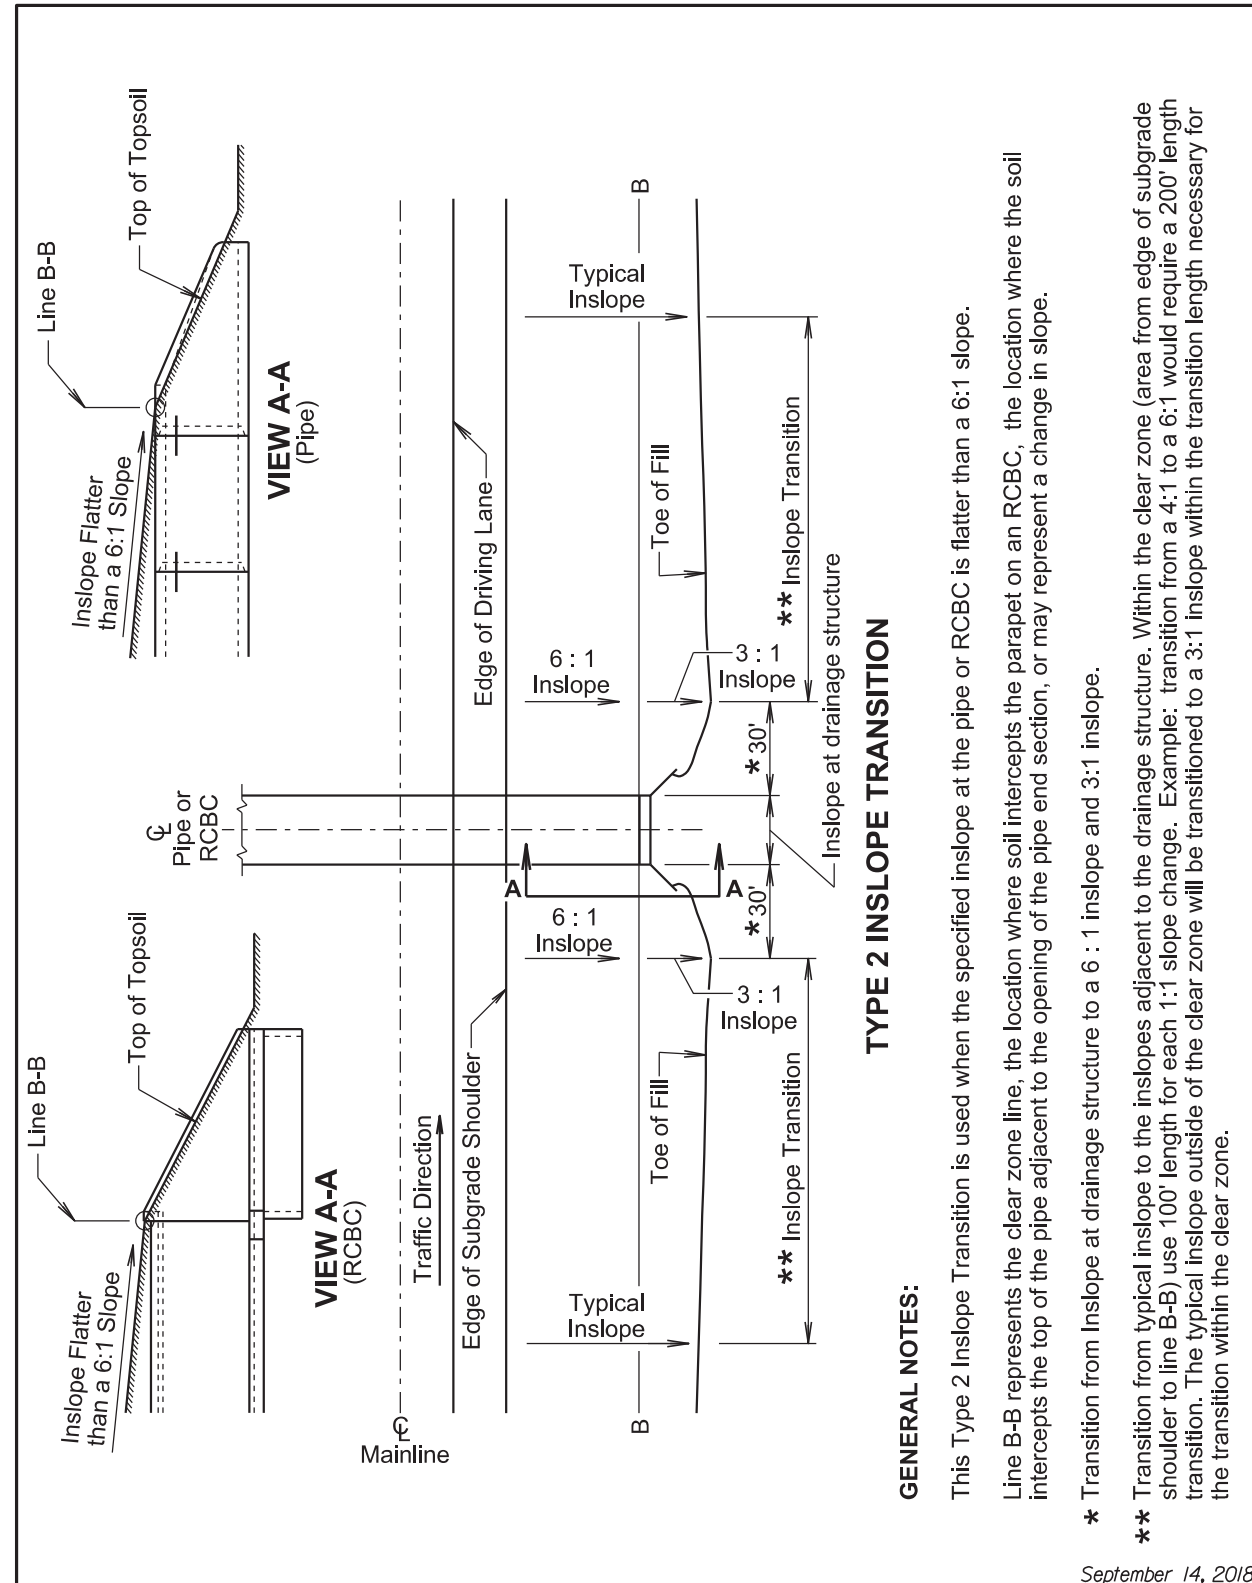 Line B-B
Top of Topsoil
Inslope Flatter
than a 6:1 Slope
VIEW A-A
(RCBC)
Line B-B
Top of Topsoil
Inslope Flatter
than a 6:1 Slope
VIEW A-A
(Pipe)
℄
Pipe or
RCBC
℄
Mainline
Traffic Direction
Edge of Subgrade Shoulder
Edge of Driving Lane
Typical
Inslope
6 : 1
Inslope
A
A
6 : 1
Inslope
Typical
Inslope
B
B
Toe of Fill
3 : 1
Inslope
3 : 1
Inslope
Toe of Fill
** Inslope Transition
* 30'
* 30'
** Inslope Transition
Inslope at drainage structure
TYPE 2 INSLOPE TRANSITION
GENERAL NOTES:
This Type 2 Inslope Transition is used when the specified inslope at the pipe or RCBC is flatter than a 6:1 slope.
Line B-B represents the clear zone line, the location where soil intercepts the parapet on an RCBC, the location where the soil
intercepts the top of the pipe adjacent to the opening of the pipe end section, or may represent a change in slope.
* Transition from Inslope at drainage structure to a 6 : 1 inslope and 3:1 inslope.
** Transition from typical inslope to the inslopes adjacent to the drainage structure. Within the clear zone (area from edge of subgrade
shoulder to line B-B) use 100' length for each 1:1 slope change. Example: transition from a 4:1 to a 6:1 would require a 200' length
transition. The typical inslope outside of the clear zone will be transitioned to a 3:1 inslope within the transition length necessary for
the transition within the clear zone.
September 14, 2018